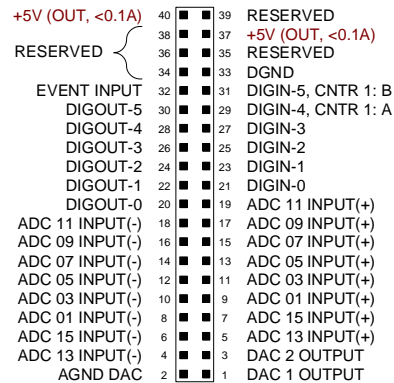 +5V (OUT, <0.1A) 40 39 RESERVED
38 37 +5V (OUT, <0.1A)
RESERVED 36 35 RESERVED
34 33 DGND
EVENT INPUT 32 31 DIGIN-5, CNTR 1: B
DIGOUT-5 30 29 DIGIN-4, CNTR 1: A
DIGOUT-4 28 27 DIGIN-3
DIGOUT-3 26 25 DIGIN-2
DIGOUT-2 24 23 DIGIN-1
DIGOUT-1 22 21 DIGIN-0
DIGOUT-0 20 19 ADC 11 INPUT(+)
ADC 11 INPUT(-) 18 17 ADC 09 INPUT(+)
ADC 09 INPUT(-) 16 15 ADC 07 INPUT(+)
ADC 07 INPUT(-) 14 13 ADC 05 INPUT(+)
ADC 05 INPUT(-) 12 11 ADC 03 INPUT(+)
ADC 03 INPUT(-) 10 9 ADC 01 INPUT(+)
ADC 01 INPUT(-) 8 7 ADC 15 INPUT(+)
ADC 15 INPUT(-) 6 5 ADC 13 INPUT(+)
ADC 13 INPUT(-) 4 3 DAC 2 OUTPUT
AGND DAC 2 1 DAC 1 OUTPUT